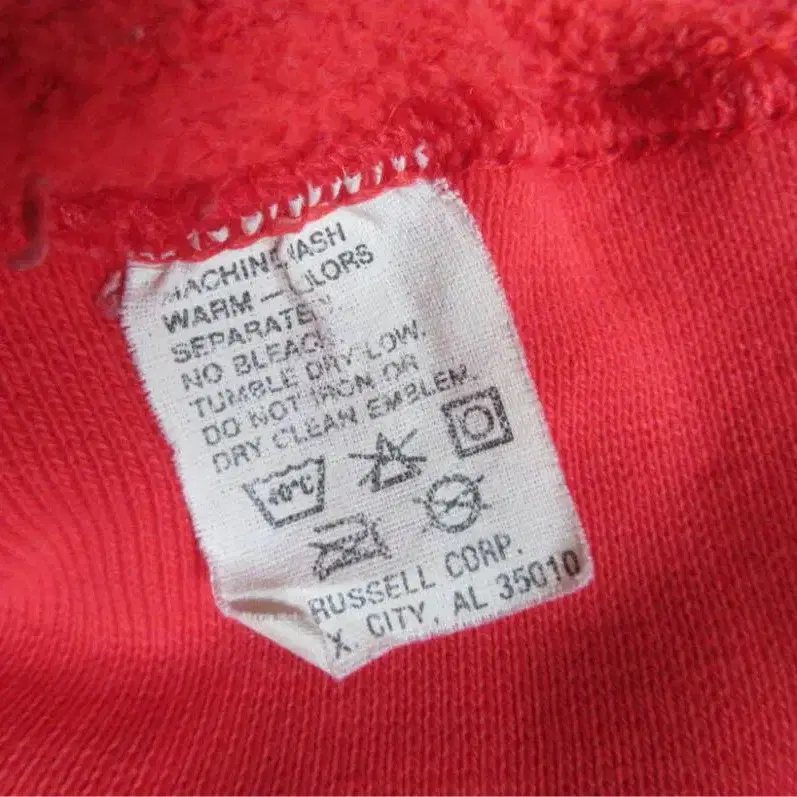 MACHINE WASH
WARM — COLORS
SEPARATELY
NO BLEACH.
TUMBLE DRY LOW.
DO NOT IRON OR
DRY CLEAN EMBLEM.
40°C
RUSSELL CORP.
X. CITY, AL 35010